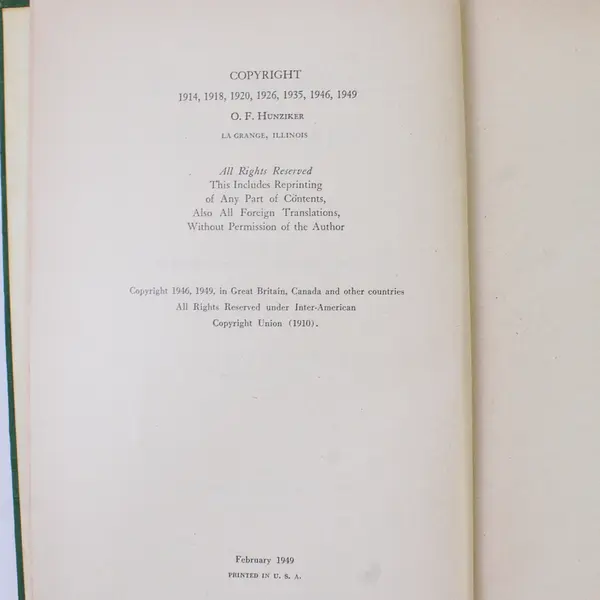 COPYRIGHT
1914, 1918, 1920, 1926, 1935, 1946, 1949
O. F. HUNZIKER
LA GRANGE, ILLINOIS
All Rights Reserved
This Includes Reprinting
of Any Part of Contents,
Also All Foreign Translations,
Without Permission of the Author
Copyright 1946, 1949, in Great Britain, Canada and other countries
All Rights Reserved under Inter-American
Copyright Union (1910).
February 1949
PRINTED IN U. S. A.